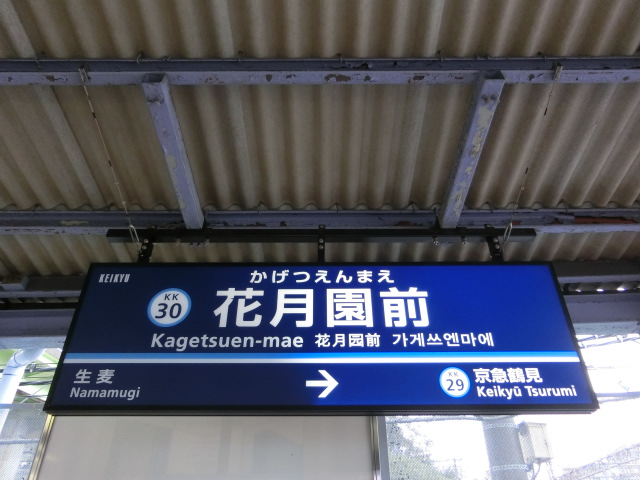 KEIKYU
かげつえんまえ
KK 30 花月園前
Kagetsuen-mae 花月园前 가게쓰엔마에
生麦 → KK 29 京急鶴見
Namamugi Keikyū Tsurumi